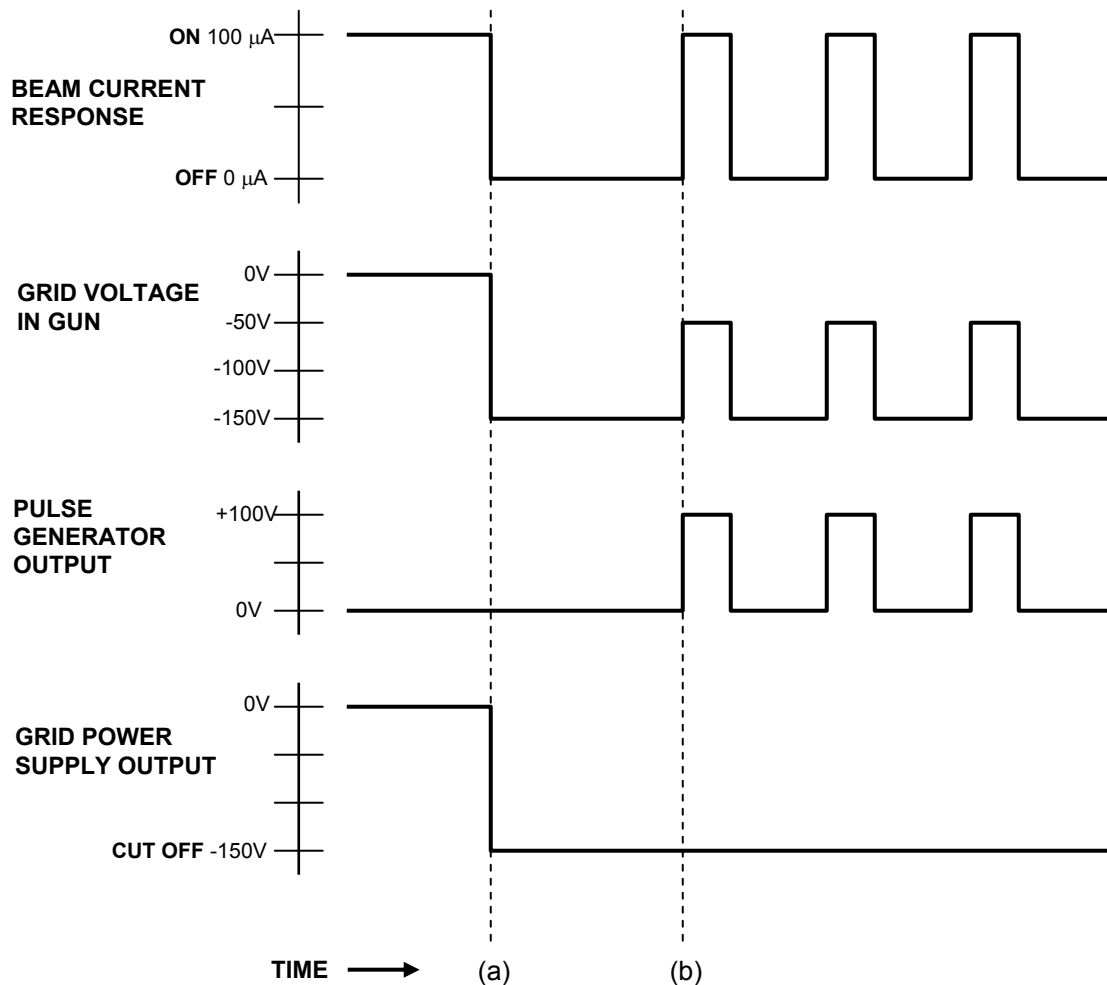 ON 100 μA
BEAM CURRENT
RESPONSE
OFF 0 μA
0V
GRID VOLTAGE
IN GUN
-50V
-100V
-150V
PULSE
GENERATOR
OUTPUT
+100V
0V
0V
GRID POWER
SUPPLY OUTPUT
CUT OFF -150V
TIME (a) (b)